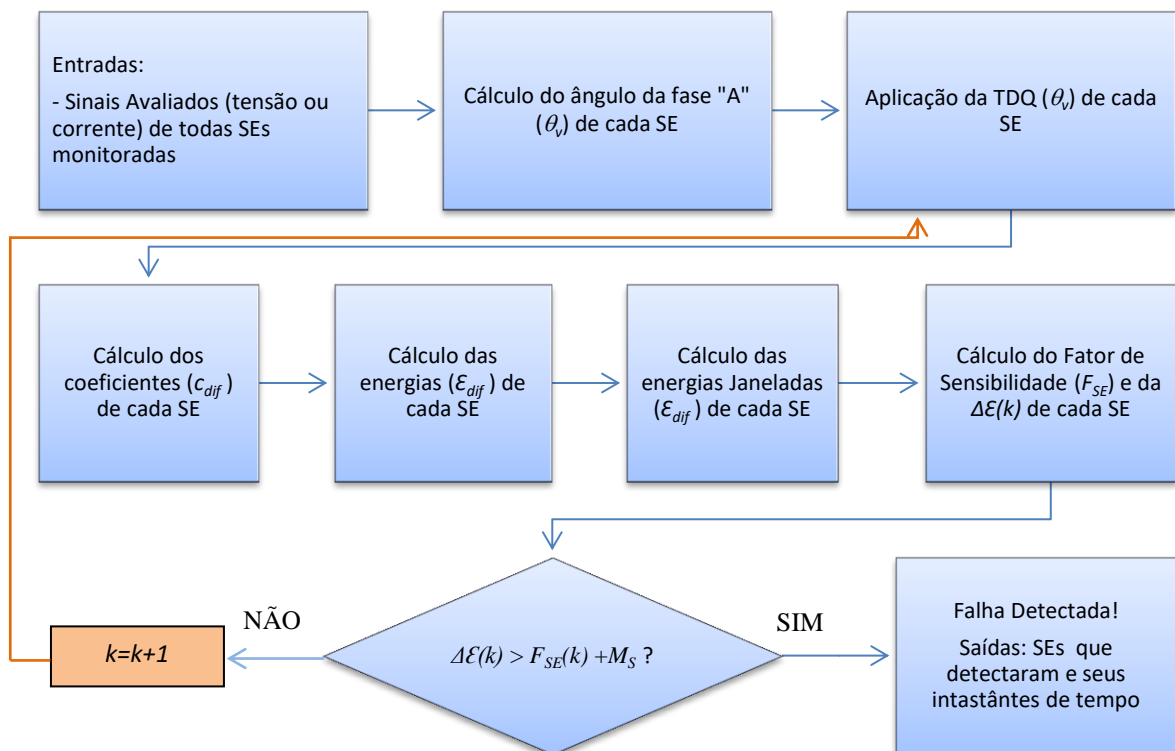 Entradas:
- Sinais Avaliados (tensão ou
corrente) de todas SEs
monitoradas
Cálculo do ângulo da fase "A"
(θv) de cada SE
Aplicação da TDQ (θv) de cada
SE
Cálculo dos
coeficientes (cdif )
de cada SE
Cálculo das
energias (Ɛdif ) de
cada SE
Cálculo das
energias Janeladas
(Ɛdif ) de cada SE
Cálculo do Fator de
Sensibilidade (FSE) e da
ΔƐ(k) de cada SE
NÃO
SIM
k=k+1
ΔƐ(k) > FSE(k) +MS ?
Falha Detectada!
Saídas: SEs que
detectaram e seus
intastântes de tempo